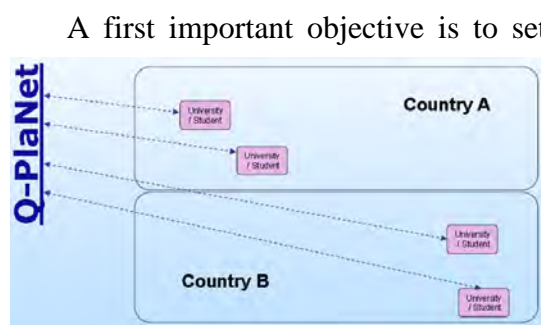 A first important objective is to set
Q-PlaNet
Country A
University
/ Student
University
/ Student
University
/ Student
Country B
University
/ Student